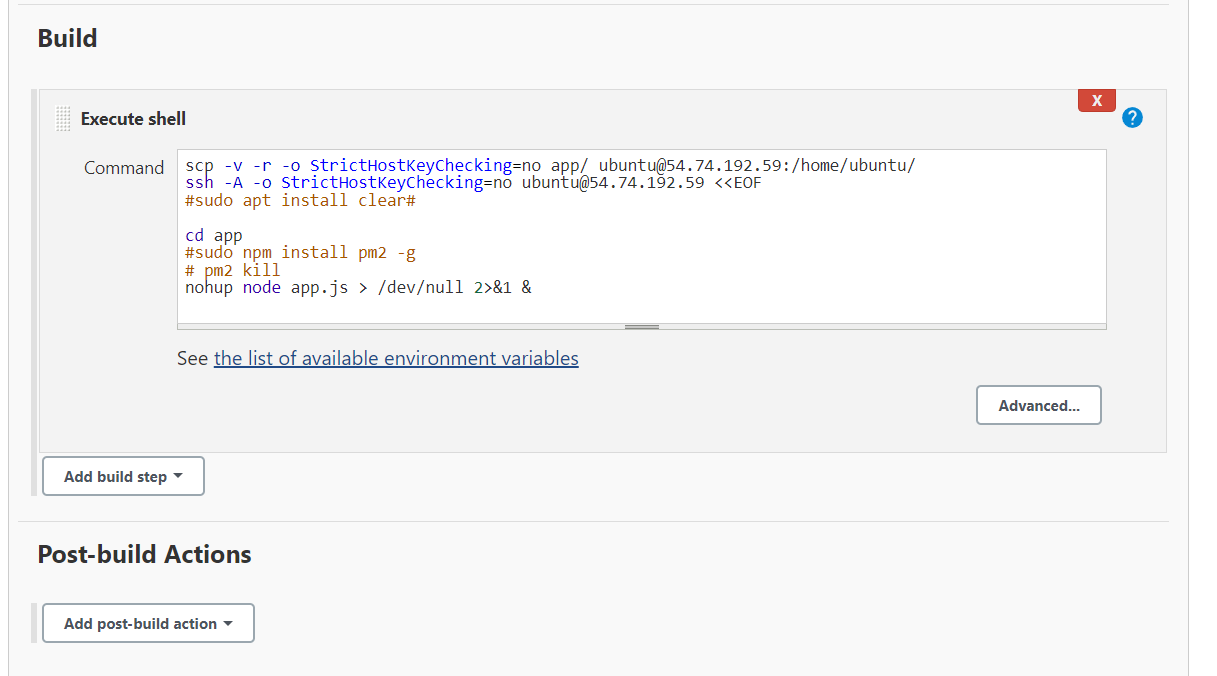 Build
X
Execute shell
?
Command
scp -v -r -o StrictHostKeyChecking=no app/ ubuntu@54.74.192.59:/home/ubuntu/
ssh -A -o StrictHostKeyChecking=no ubuntu@54.74.192.59 <<EOF
#sudo apt install clear#
cd app
#sudo npm install pm2 -g
# pm2 kill
nohup node app.js > /dev/null 2>&1 &
See the list of available environment variables
Advanced...
Add build step
Post-build Actions
Add post-build action